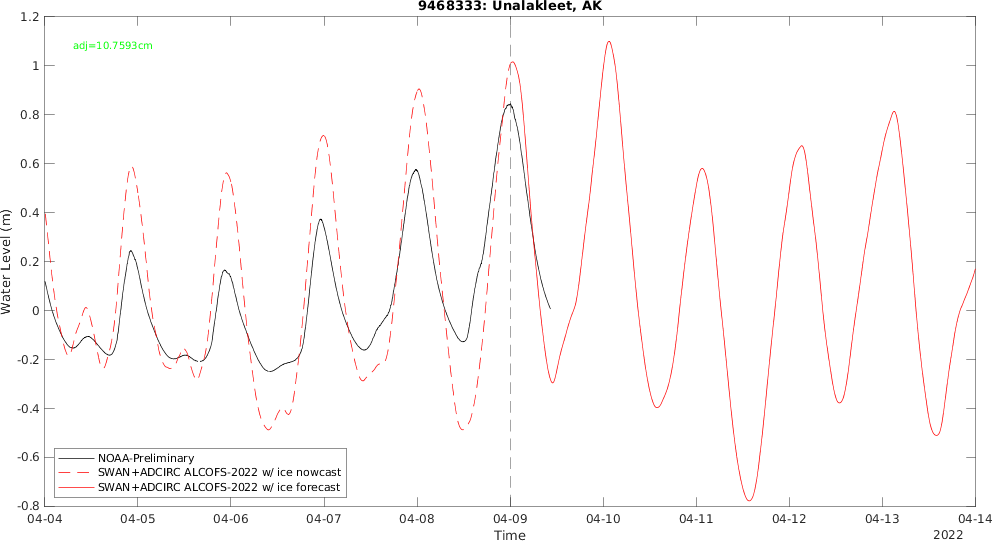 9468333: Unalakleet, AK
adj=10.7593cm
1.2
1
0.8
0.6
0.4
0.2
0
-0.2
-0.4
-0.6
-0.8
Water Level (m)
NOAA-Preliminary
SWAN+ADCIRC ALCOFS-2022 w/ ice nowcast
SWAN+ADCIRC ALCOFS-2022 w/ ice forecast
04-04 04-05 04-06 04-07 04-08 04-09 04-10 04-11 04-12 04-13 04-14
Time
2022